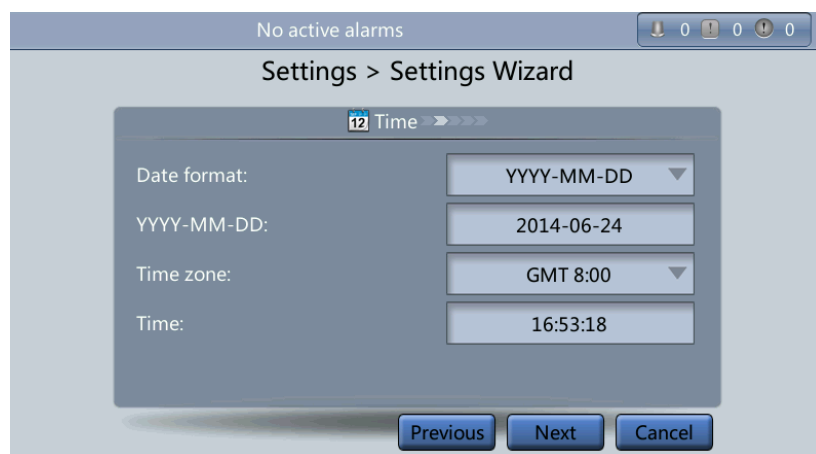 No active alarms 0 0 0
Settings > Settings Wizard
12 Time
Date format: YYYY-MM-DD
YYYY-MM-DD: 2014-06-24
Time zone: GMT 8:00
Time: 16:53:18
Previous Next Cancel